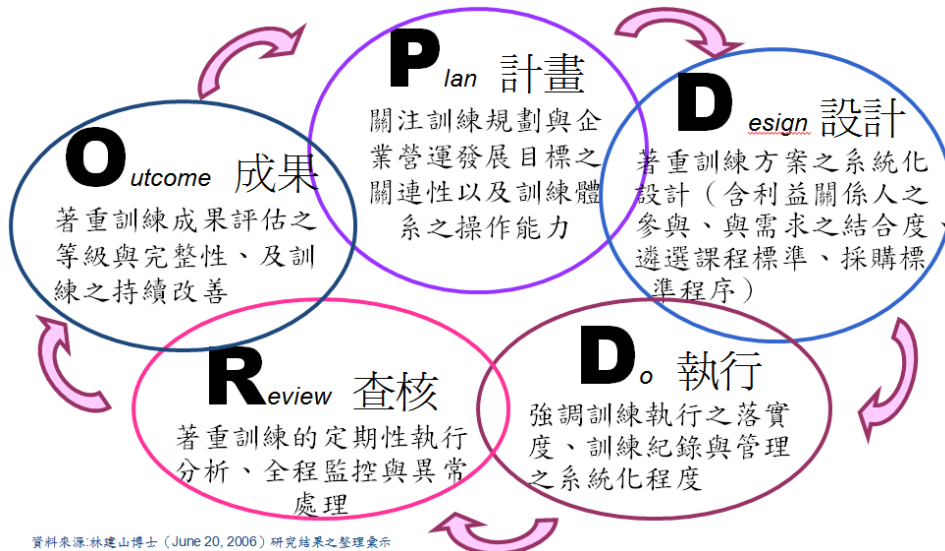 Plan 計畫
關注訓練規劃與企
業營運發展目標之
關連性以及訓練體
系之操作能力
Design 設計
著重訓練方案之系統化
設計（含利益關係人之
參與、與需求之結合度、
遴選課程標準、採購標
準程序）
Do 執行
強調訓練執行之落實
度、訓練紀錄與管理
之系統化程度
Review 查核
著重訓練的定期性執行
分析、全程監控與異常
處理
Outcome 成果
著重訓練成果評估之
等級與完整性、及訓
練之持續改善
資料來源:林建山博士（June 20, 2006）研究結果之整理彙示